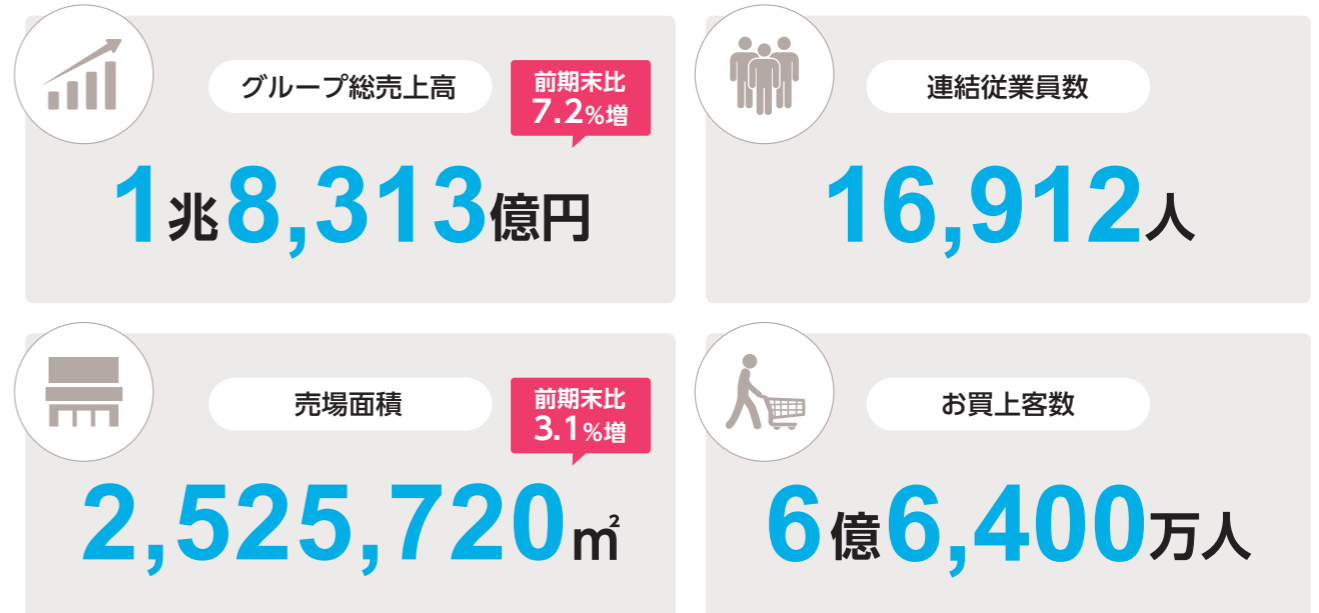 グループ総売上高
前期末比
7.2%増
1兆8,313億円
連結従業員数
16,912人
売場面積
前期末比
3.1%増
2,525,720㎡
お買上客数
6億6,400万人